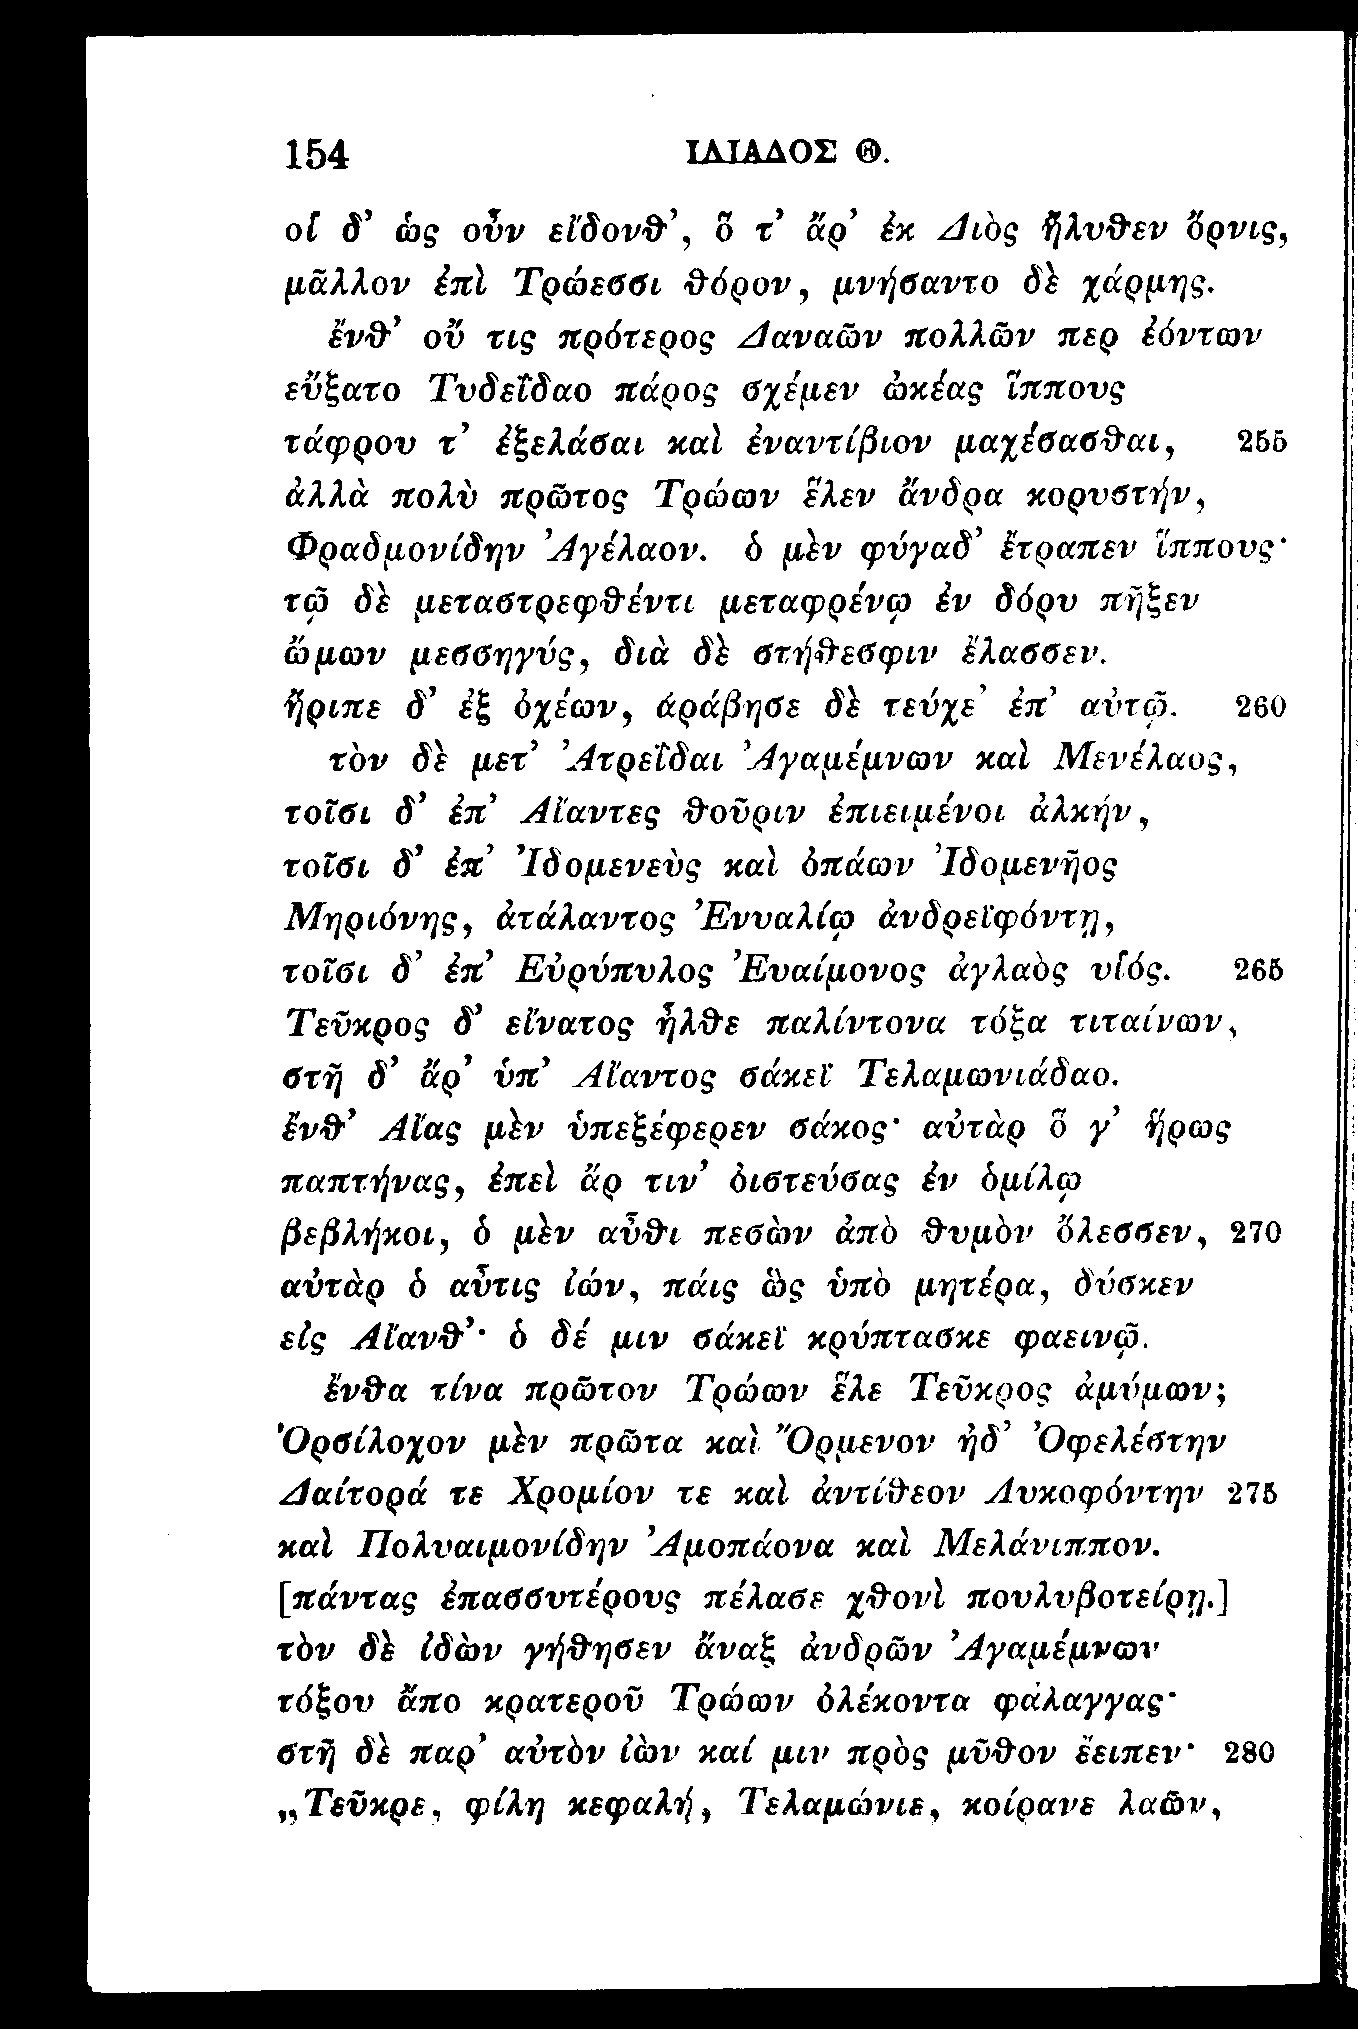 154 ΙΛΙΑΔΟΣ Θ.
οἳ δ’ ὡς οὖν εἴδονθ’, ὅ τ’ ἄρ’ ἐκ Διὸς ἤλυθεν ὄρνις,
μᾶλλον ἐπὶ Τρώεσσι θόρον, μνήσαντο δὲ χάρμης.
ἔνθ’ οὔ τις πρότερος Δαναῶν πολλῶν περ ἐόντων
εὔξατο Τυδεΐδαο πάρος σχέμεν ὠκέας ἵππους
τάφρου τ’ ἐξελάσαι καὶ ἐναντίβιον μαχέσασθαι, 255
ἀλλὰ πολὺ πρῶτος Τρώων ἕλεν ἄνδρα κορυστήν,
Φραδμονίδην Ἀγέλαον. ὁ μὲν φύγαδ’ ἔτραπεν ἵππους·
τῷ δὲ μεταστρεφθέντι μεταφρένῳ ἐν δόρυ πῆξεν
ὤμων μεσσηγύς, διὰ δὲ στήθεσφιν ἔλασσεν.
ἤριπε δ’ ἐξ ὀχέων, ἀράβησε δὲ τεύχε’ ἐπ’ αὐτῷ. 260
τὸν δὲ μετ’ Ἀτρεΐδαι Ἀγαμέμνων καὶ Μενέλαος,
τοῖσι δ’ ἐπ’ Αἴαντες θοῦριν ἐπιειμένοι ἀλκήν,
τοῖσι δ’ ἐπ’ Ἰδομενεὺς καὶ ὀπάων Ἰδομενῆος
Μηριόνης, ἀτάλαντος Ἐνυαλίῳ ἀνδρεϊφόντῃ,
τοῖσι δ’ ἐπ’ Εὐρύπυλος Ἐυαίμονος ἀγλαὸς υἱός. 265
Τεῦκρος δ’ εἴνατος ἦλθε παλίντονα τόξα τιταίνων,
στῆ δ’ ἄρ’ ὑπ’ Αἴαντος σάκεϊ Τελαμωνιάδαο.
ἔνθ’ Αἴας μὲν ὑπεξέφερεν σάκος· αὐτὰρ ὅ γ’ ἥρως
παπτήνας, ἐπεὶ ἄρ τιν’ ὀιστεύσας ἐν ὁμίλῳ
βεβλήκοι, ὁ μὲν αὖθι πεσὼν ἀπὸ θυμὸν ὄλεσσεν, 270
αὐτὰρ ὁ αὖτις ἰών, πάις ὣς ὑπὸ μητέρα, δύσκεν
εἰς Αἴανθ’· ὁ δέ μιν σάκεϊ κρύπτασκε φαεινῷ.
ἔνθα τίνα πρῶτον Τρώων ἕλε Τεῦκρος ἀμύμων;
Ὀρσίλοχον μὲν πρῶτα καὶ Ὄρμενον ἠδ’ Ὀφελέστην
Δαίτορά τε Χρομίον τε καὶ ἀντίθεον Λυκοφόντην 275
καὶ Πολυαιμονίδην Ἀμοπάονα καὶ Μελάνιππον.
[πάντας ἐπασσυτέρους πέλασε χθονὶ πουλυβοτείρῃ.]
τὸν δὲ ἰδὼν γήθησεν ἄναξ ἀνδρῶν Ἀγαμέμνων
τόξου ἄπο κρατεροῦ Τρώων ὀλέκοντα φάλαγγας·
στῆ δὲ παρ’ αὐτὸν ἰὼν καί μιν πρὸς μῦθον ἔειπεν· 280
„Τεῦκρε, φίλη κεφαλή, Τελαμώνιε, κοίρανε λαῶν,